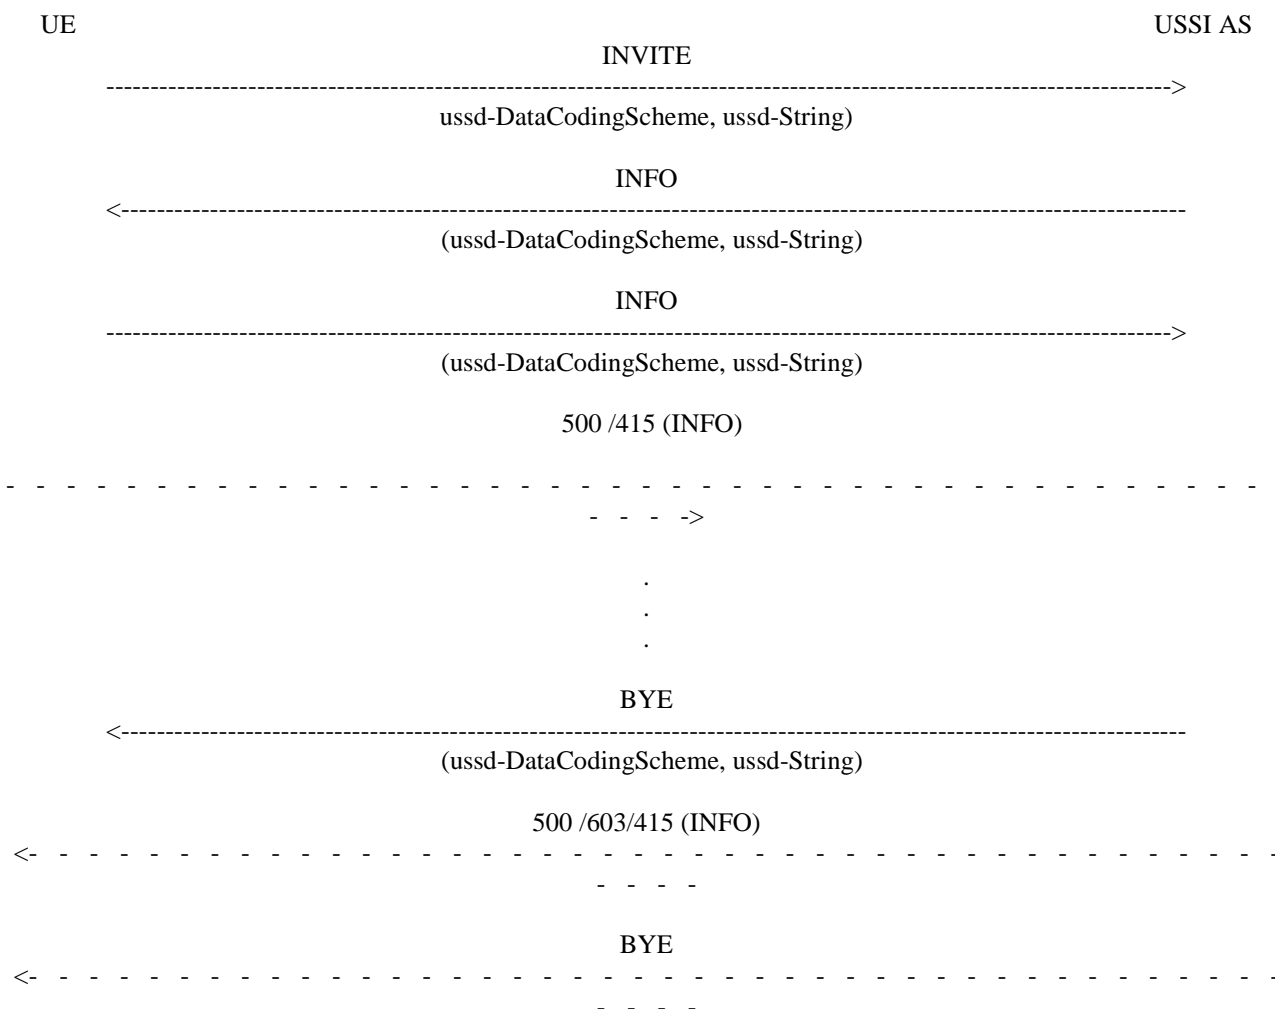 UE USSI AS
INVITE
------------------------------------------------------------------------------------------------------------------------>
ussd-DataCodingScheme, ussd-String)
INFO
<------------------------------------------------------------------------------------------------------------------------
(ussd-DataCodingScheme, ussd-String)
INFO
------------------------------------------------------------------------------------------------------------------------>
(ussd-DataCodingScheme, ussd-String)
500 /415 (INFO)
- - - - - - - - - - - - - - - - - - - - - - - - - - - - - - - - - - - - - - - - - -
- - - ->
.
.
.
BYE
<------------------------------------------------------------------------------------------------------------------------
(ussd-DataCodingScheme, ussd-String)
500 /603/415 (INFO)
<- - - - - - - - - - - - - - - - - - - - - - - - - - - - - - - - - - - - - - - - - -
- - - -
BYE
<- - - - - - - - - - - - - - - - - - - - - - - - - - - - - - - - - - - - - - - - - -
- - - -